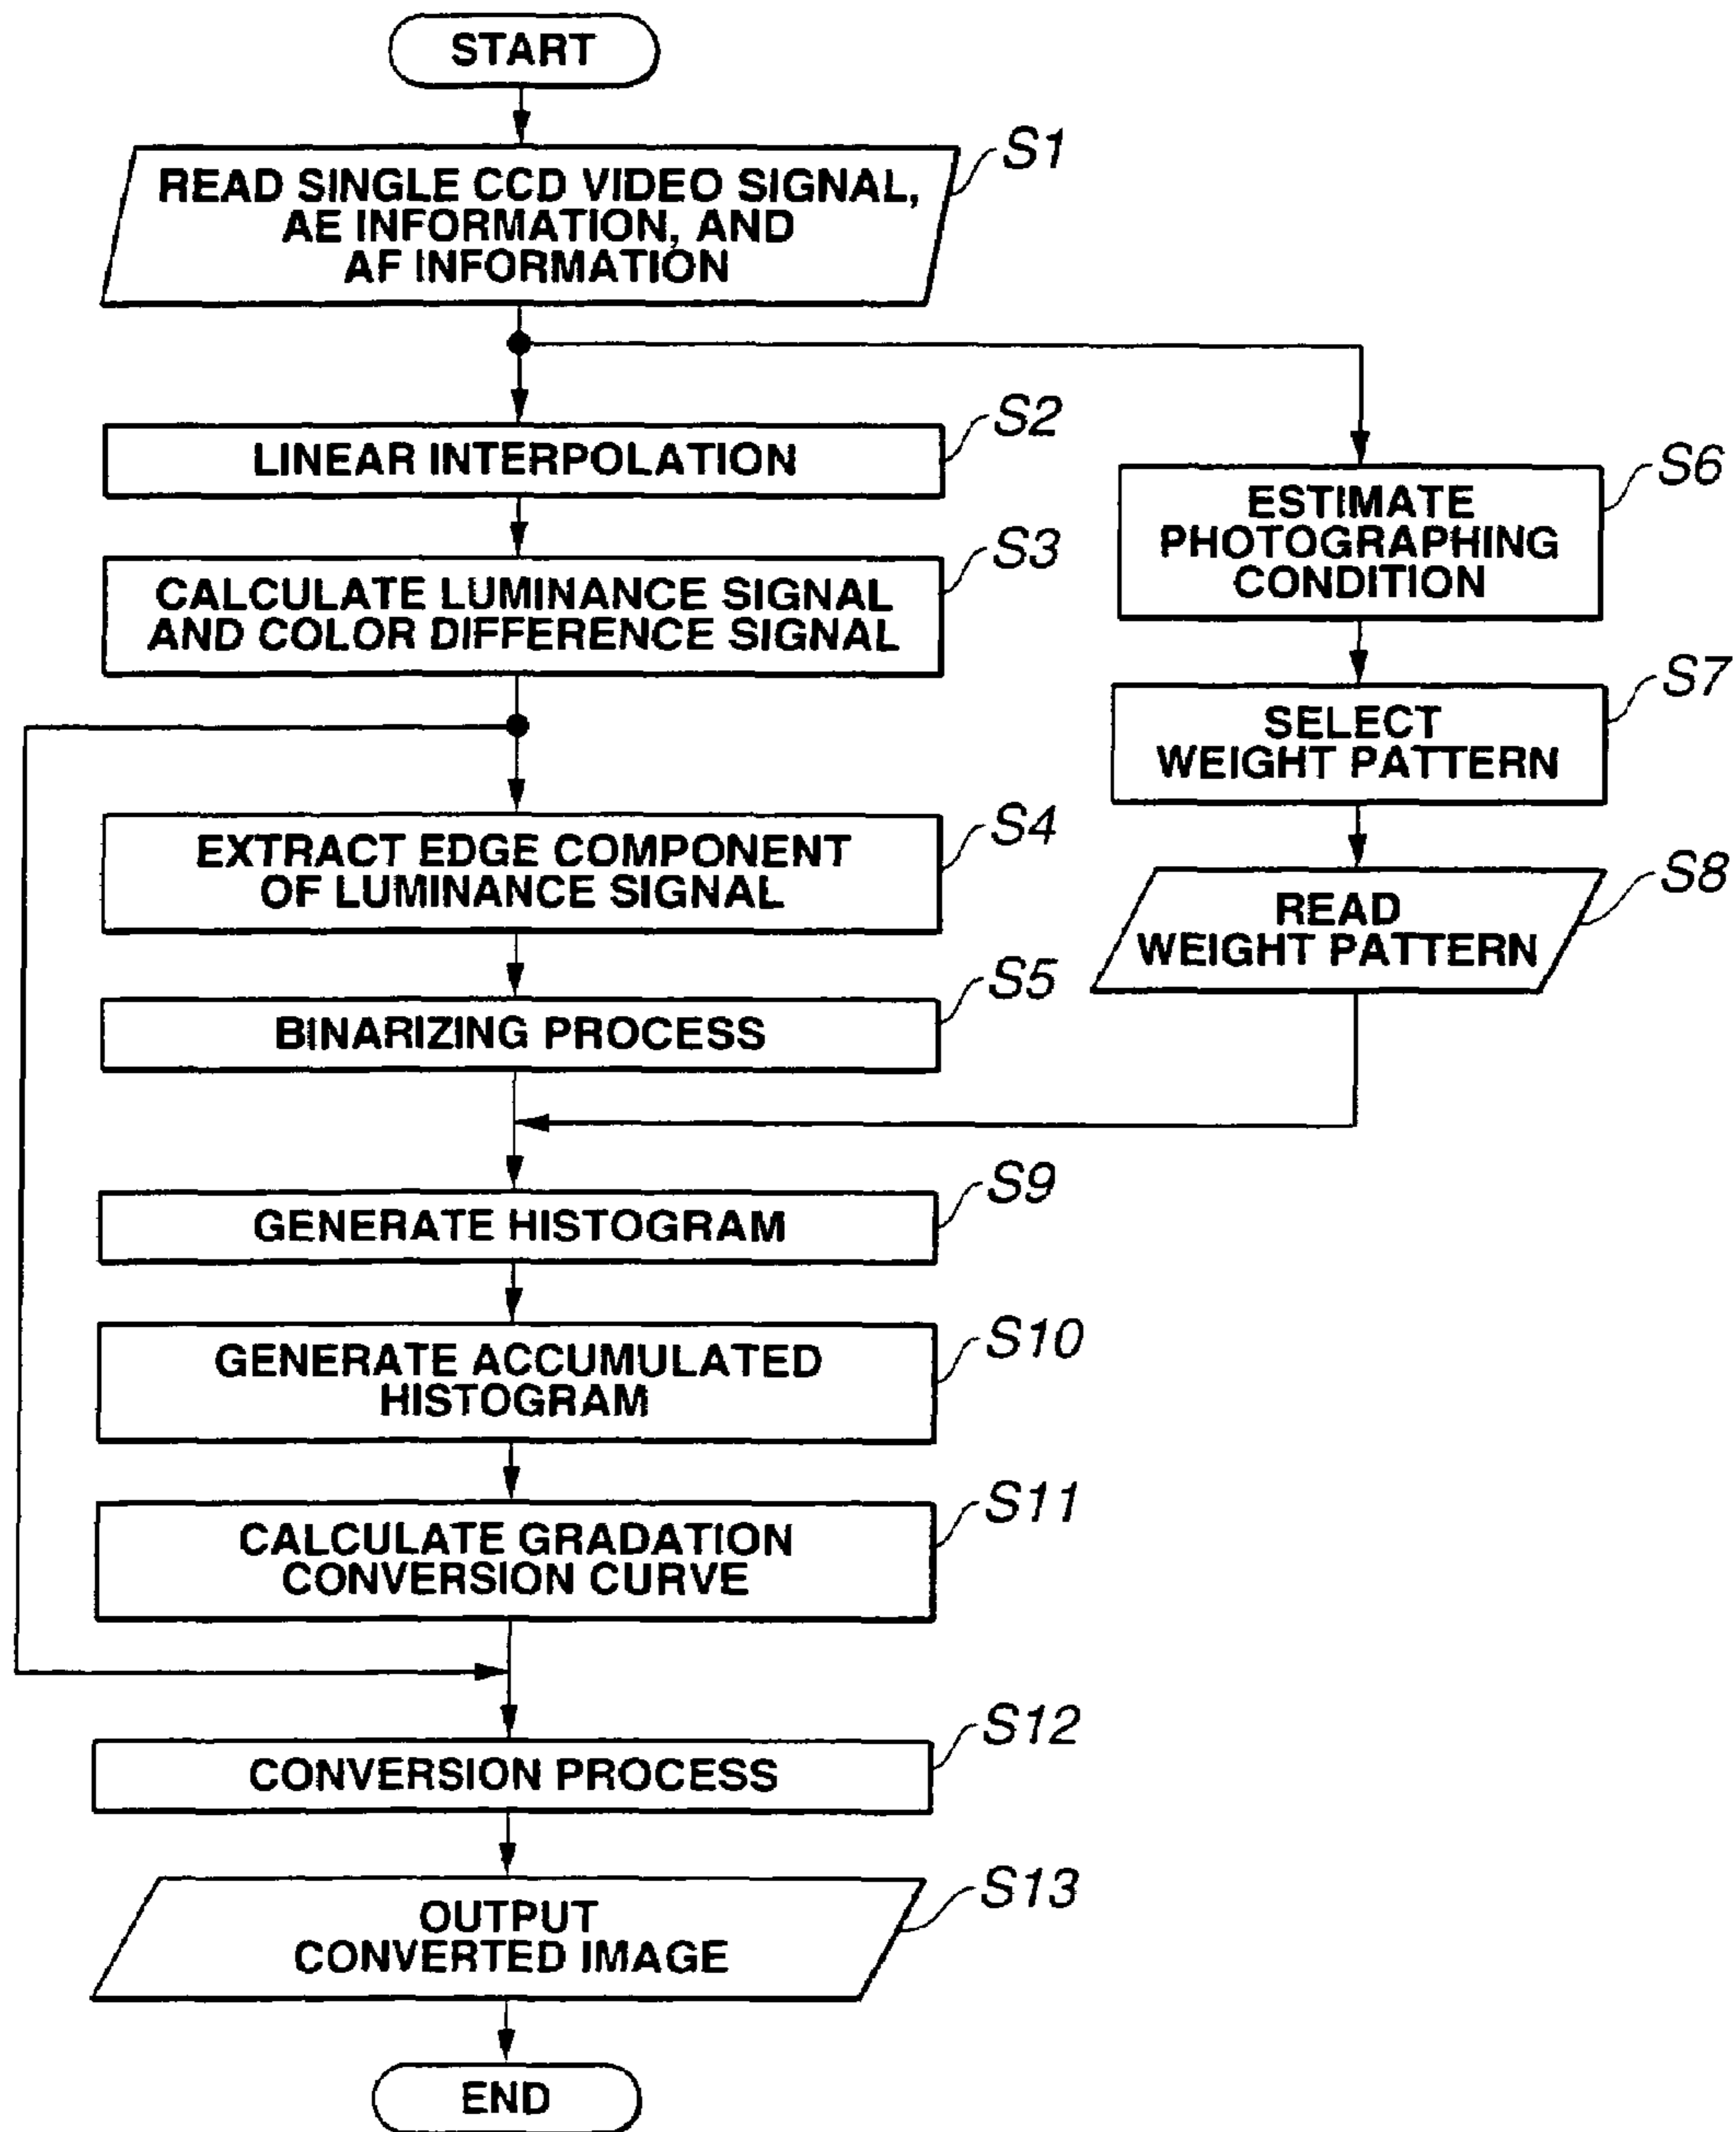 START
S1
READ SINGLE CCD VIDEO SIGNAL,
AE INFORMATION, AND
AF INFORMATION
S2
LINEAR INTERPOLATION
S3
CALCULATE LUMINANCE SIGNAL
AND COLOR DIFFERENCE SIGNAL
S6
ESTIMATE
PHOTOGRAPHING
CONDITION
S7
SELECT
WEIGHT PATTERN
S4
EXTRACT EDGE COMPONENT
OF LUMINANCE SIGNAL
S8
READ
WEIGHT PATTERN
S5
BINARIZING PROCESS
S9
GENERATE HISTOGRAM
S10
GENERATE ACCUMULATED
HISTOGRAM
S11
CALCULATE GRADATION
CONVERSION CURVE
S12
CONVERSION PROCESS
S13
OUTPUT
CONVERTED IMAGE
END